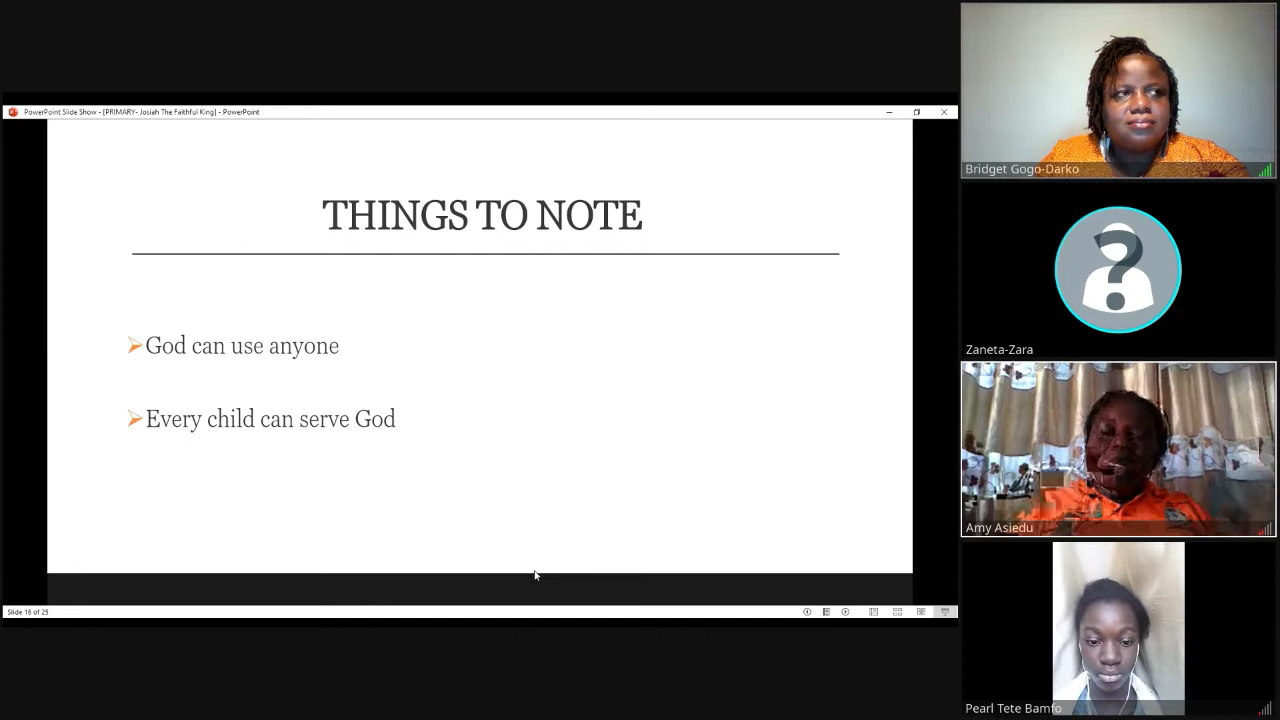 PowerPoint Slide Show - [PRIMARY- Josiah The Faithful King] - PowerPoint
THINGS TO NOTE
God can use anyone
Every child can serve God
Slide 16 of 25
Bridget Gogo-Darko
?
Zaneta-Zara
Amy Asiedu
Pearl Tete Bamfo